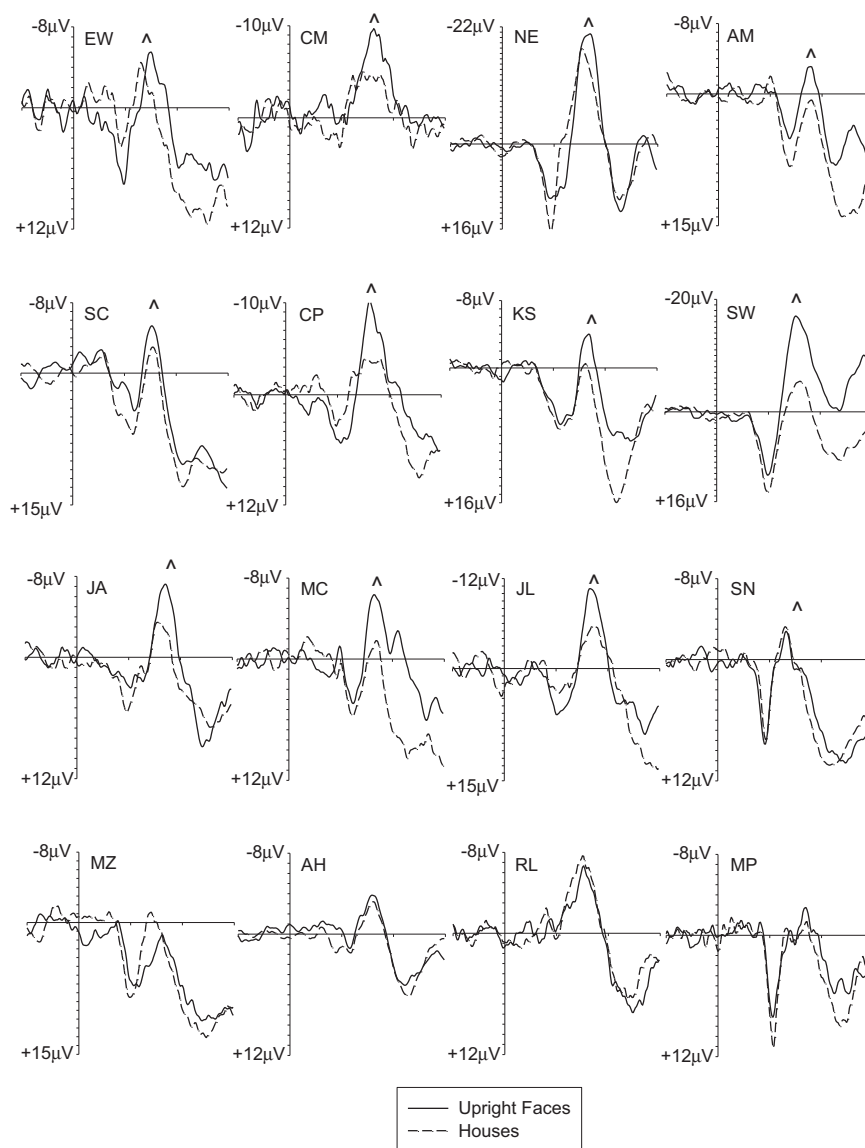 -8μV
EW
^
+12μV
-10μV
CM
^
+12μV
-22μV
NE
^
+16μV
-8μV
AM
^
+15μV
-8μV
SC
^
+15μV
-10μV
CP
^
+12μV
-8μV
KS
^
+16μV
-20μV
SW
^
+16μV
-8μV
JA
^
+12μV
-8μV
MC
^
+12μV
-12μV
JL
^
+15μV
-8μV
SN
^
+12μV
-8μV
MZ
+15μV
-8μV
AH
+12μV
-8μV
RL
+12μV
-8μV
MP
+12μV
Upright Faces
Houses